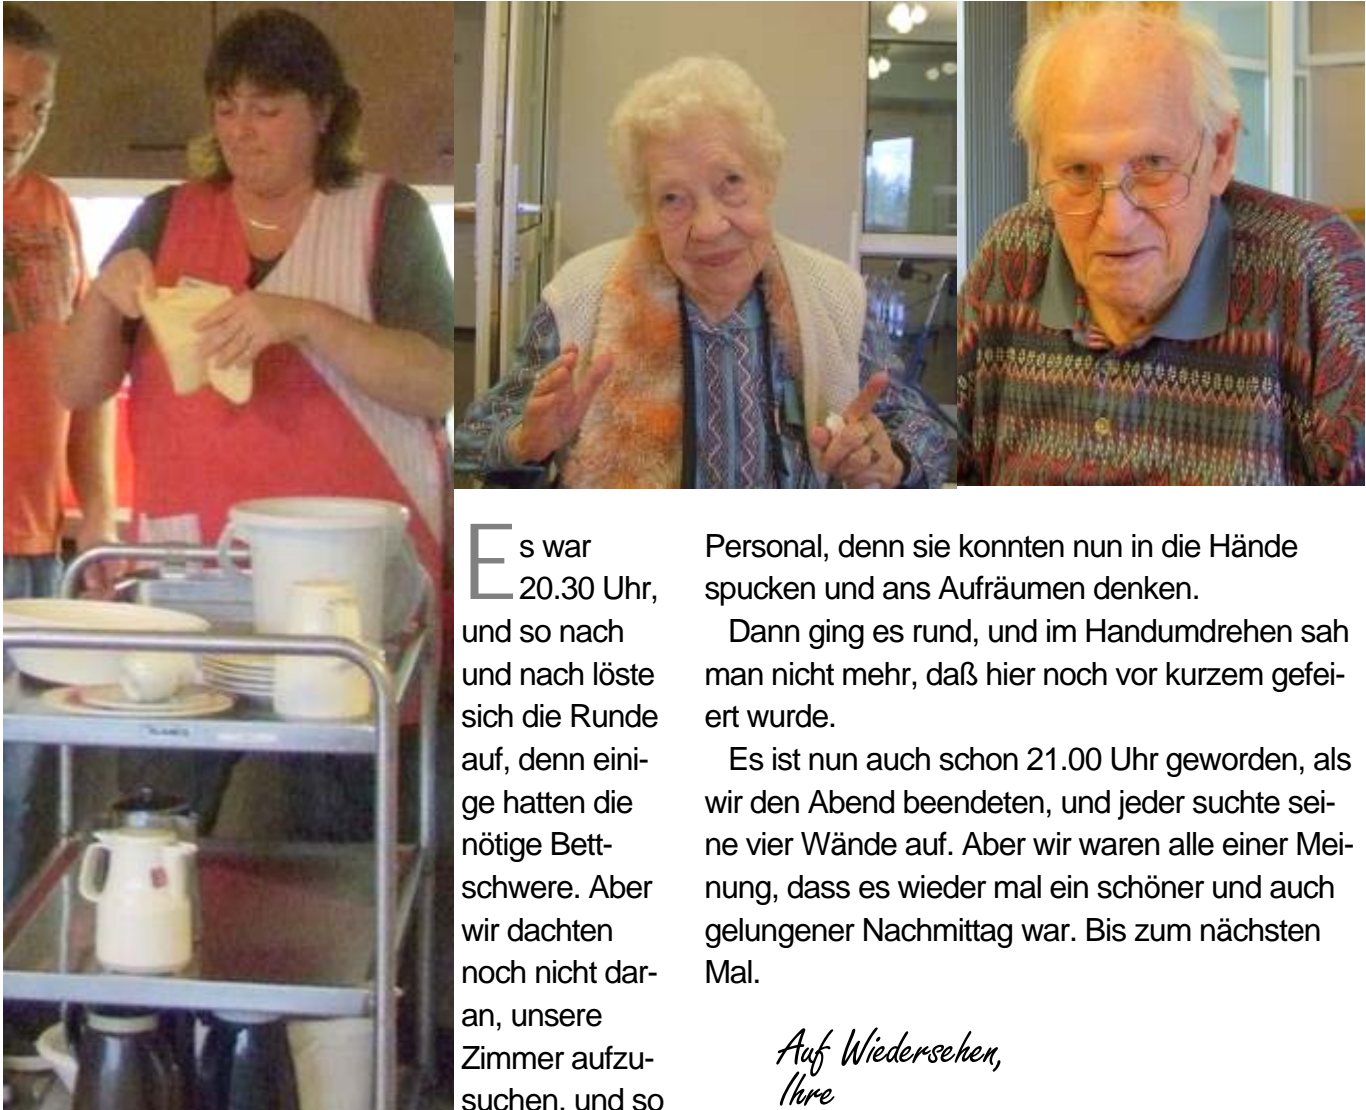 Es war
20.30 Uhr,
und so nach
und nach löste
sich die Runde
auf, denn eini-
ge hatten die
nötige Bett-
schwere. Aber
wir dachten
noch nicht dar-
an, unsere
Zimmer aufzu-
suchen, und so
Personal, denn sie konnten nun in die Hände
spucken und ans Aufräumen denken.
Dann ging es rund, und im Handumdrehen sah
man nicht mehr, daß hier noch vor kurzem gefei-
ert wurde.
Es ist nun auch schon 21.00 Uhr geworden, als
wir den Abend beendeten, und jeder suchte sei-
ne vier Wände auf. Aber wir waren alle einer Mei-
nung, dass es wieder mal ein schöner und auch
gelungener Nachmittag war. Bis zum nächsten
Mal.
Auf Wiedersehen,
Ihre